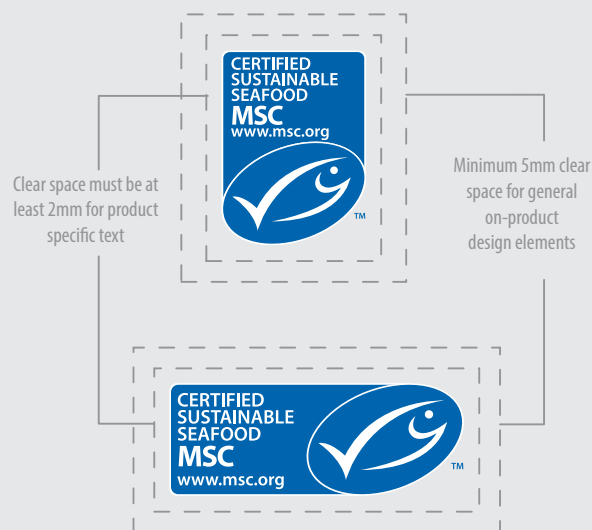 CERTIFIED
SUSTAINABLE
SEAFOOD
MSC
www.msc.org
TM
Clear space must be at
least 2mm for product
specific text
Minimum 5mm clear
space for general
on-product
design elements
CERTIFIED
SUSTAINABLE
SEAFOOD
MSC
www.msc.org
TM